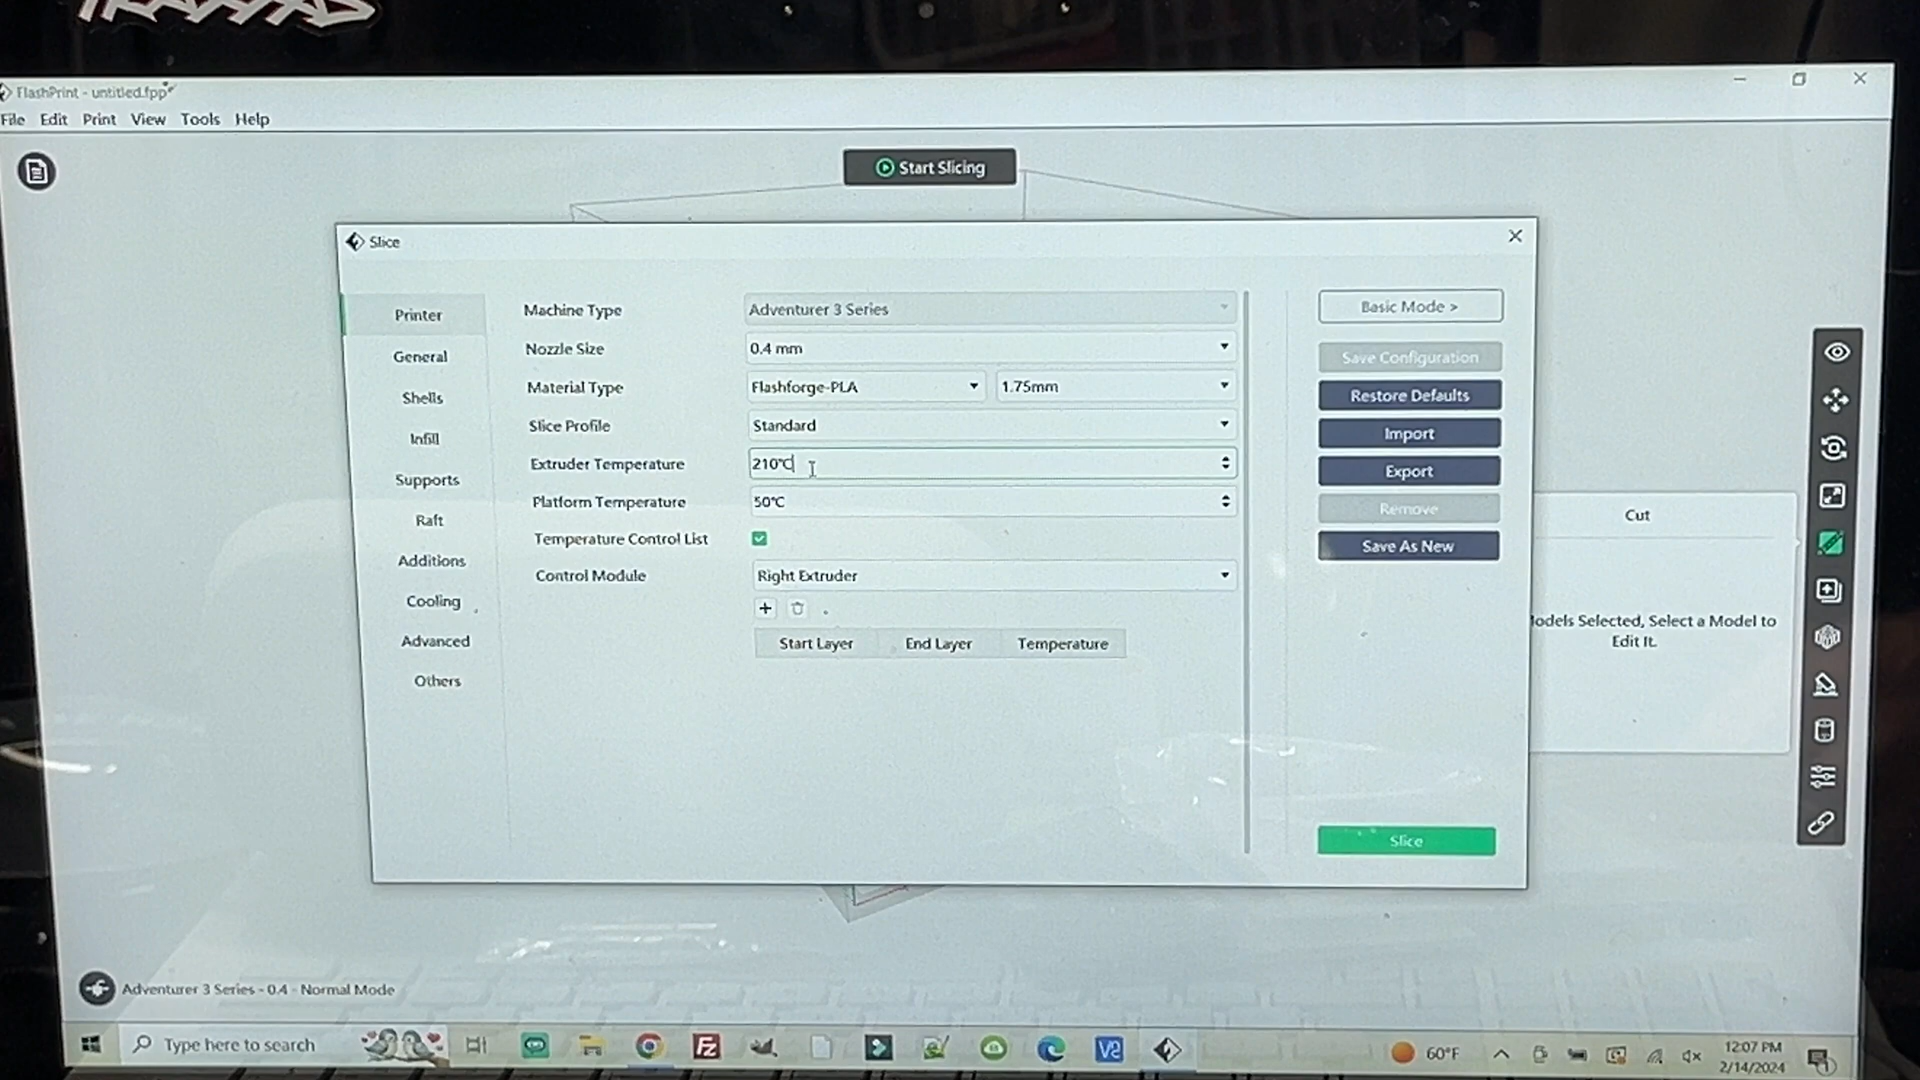 TRAXXAS
FlashPrint - untitled.fpp*
File Edit Print View Tools Help
Start Slicing
Slice
Printer
General
Shells
Infill
Supports
Raft
Additions
Cooling
Advanced
Others
Machine Type Adventurer 3 Series
Nozzle Size 0.4 mm
Material Type Flashforge-PLA 1.75mm
Slice Profile Standard
Extruder Temperature 210°C
Platform Temperature 50°C
Temperature Control List
Control Module Right Extruder
Start Layer End Layer Temperature
Basic Mode >
Save Configuration
Restore Defaults
Import
Export
Remove
Save As New
Slice
Cut
odels Selected, Select a Model to
Edit It.
Adventurer 3 Series - 0.4 - Normal Mode
Type here to search
Fz
V2
60°F
12:07 PM
2/14/2024
1